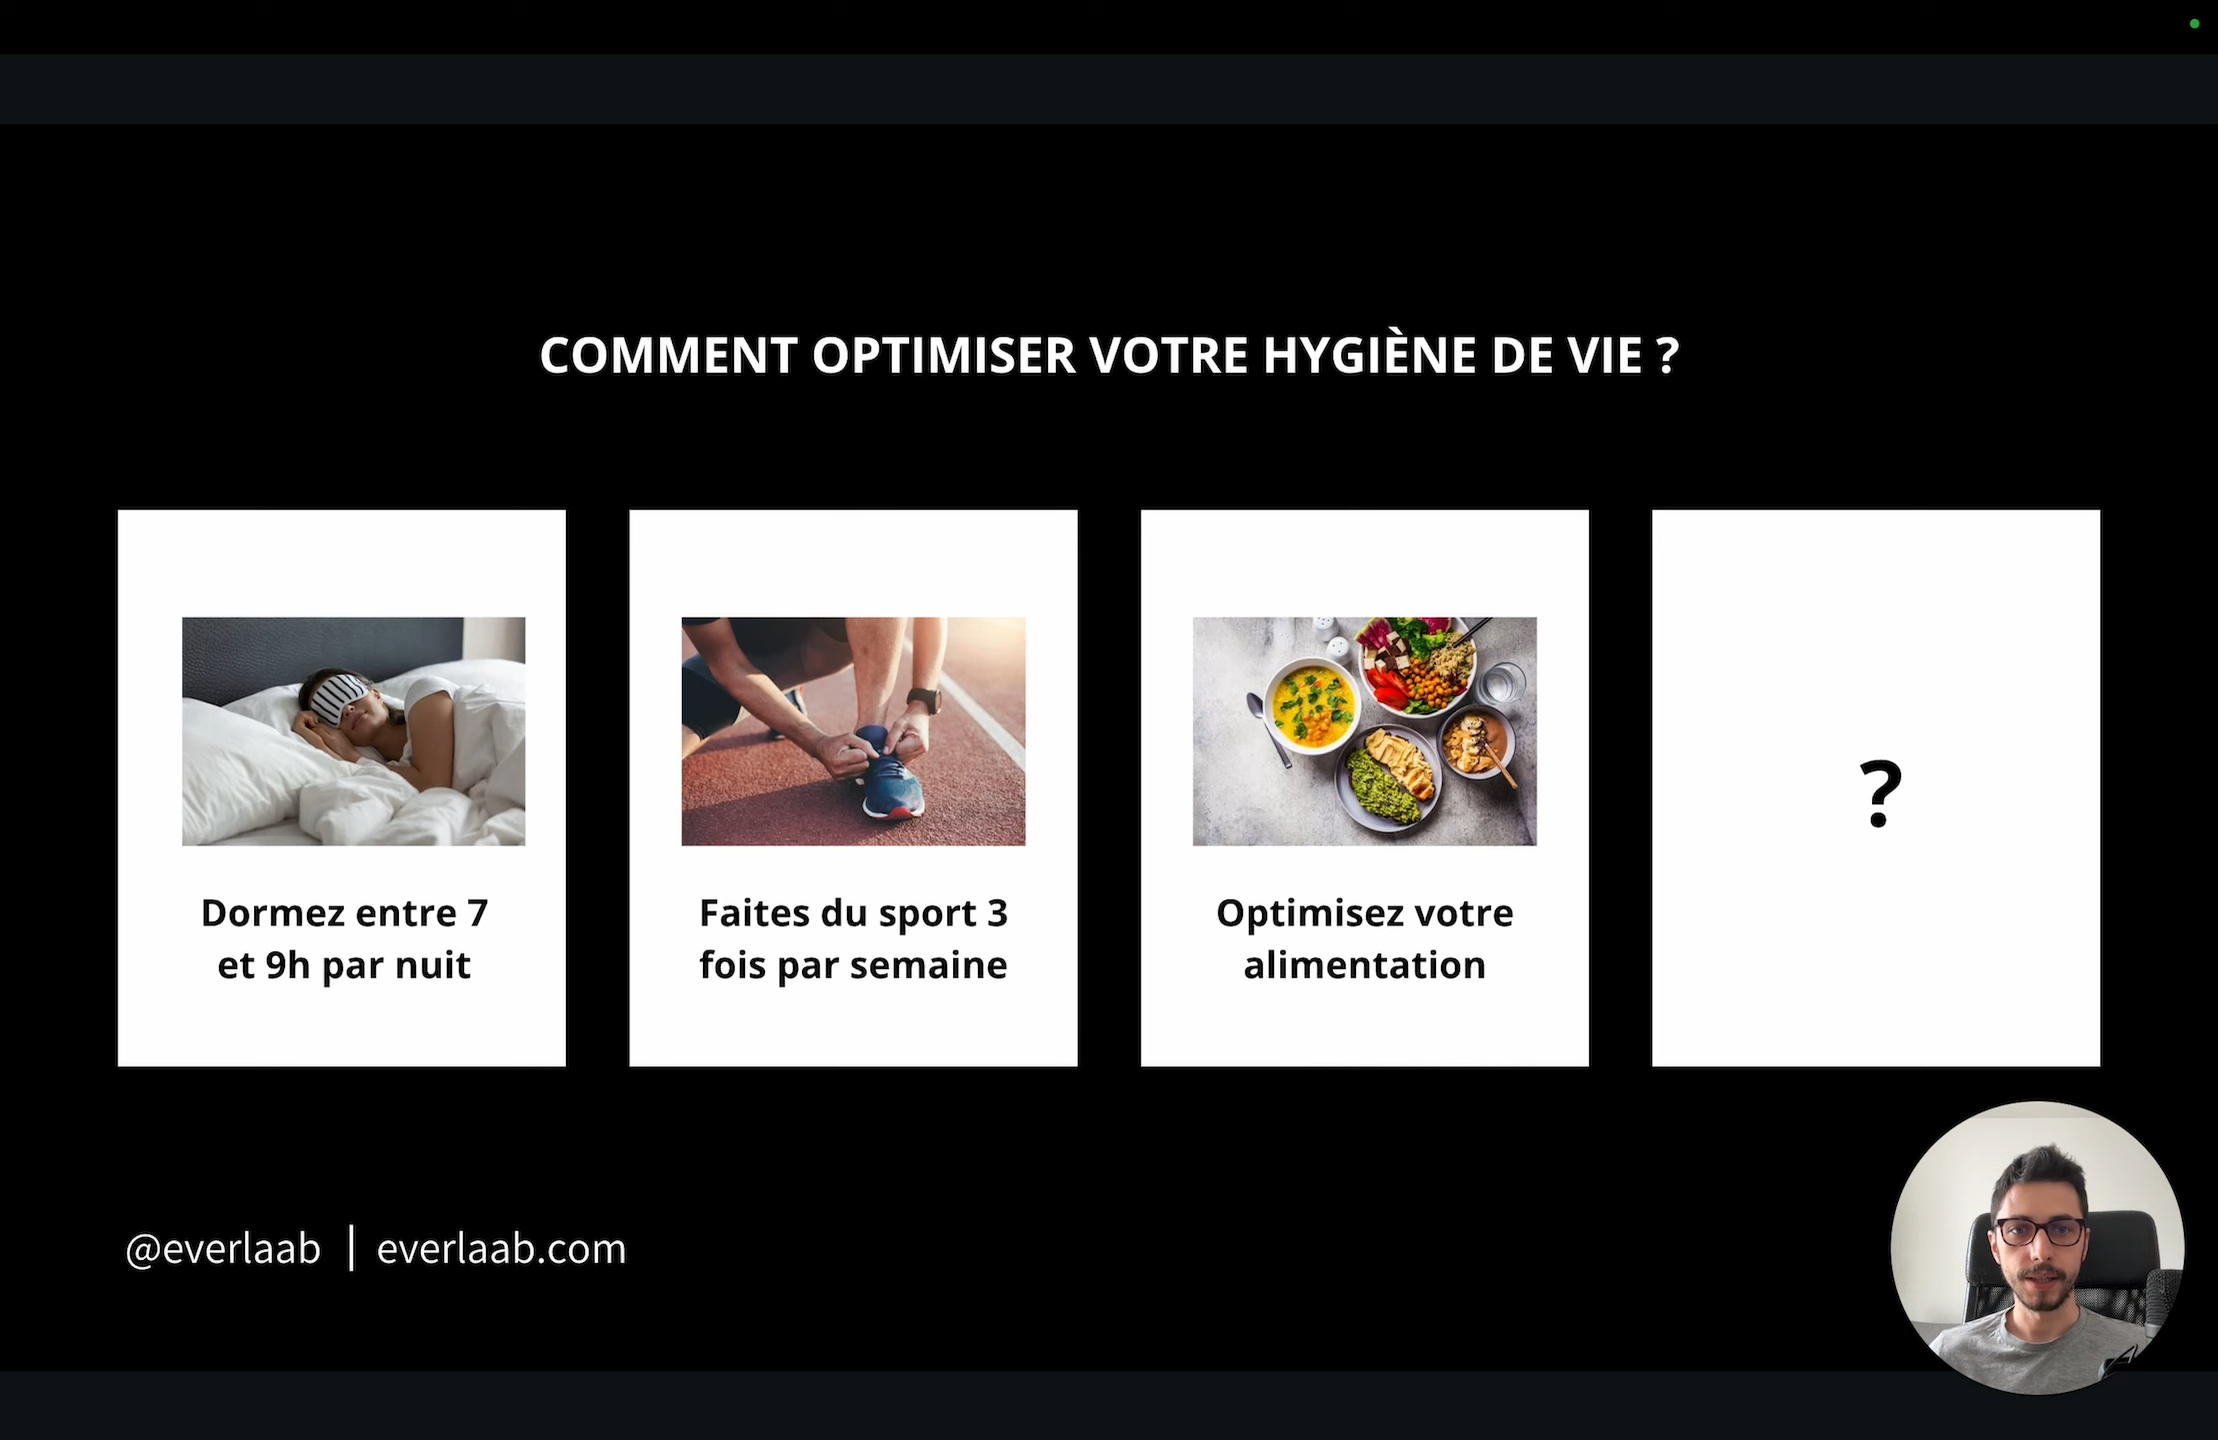 COMMENT OPTIMISER VOTRE HYGIÈNE DE VIE ?
Dormez entre 7
et 9h par nuit
Faites du sport 3
fois par semaine
Optimisez votre
alimentation
?
@everlaab | everlaab.com